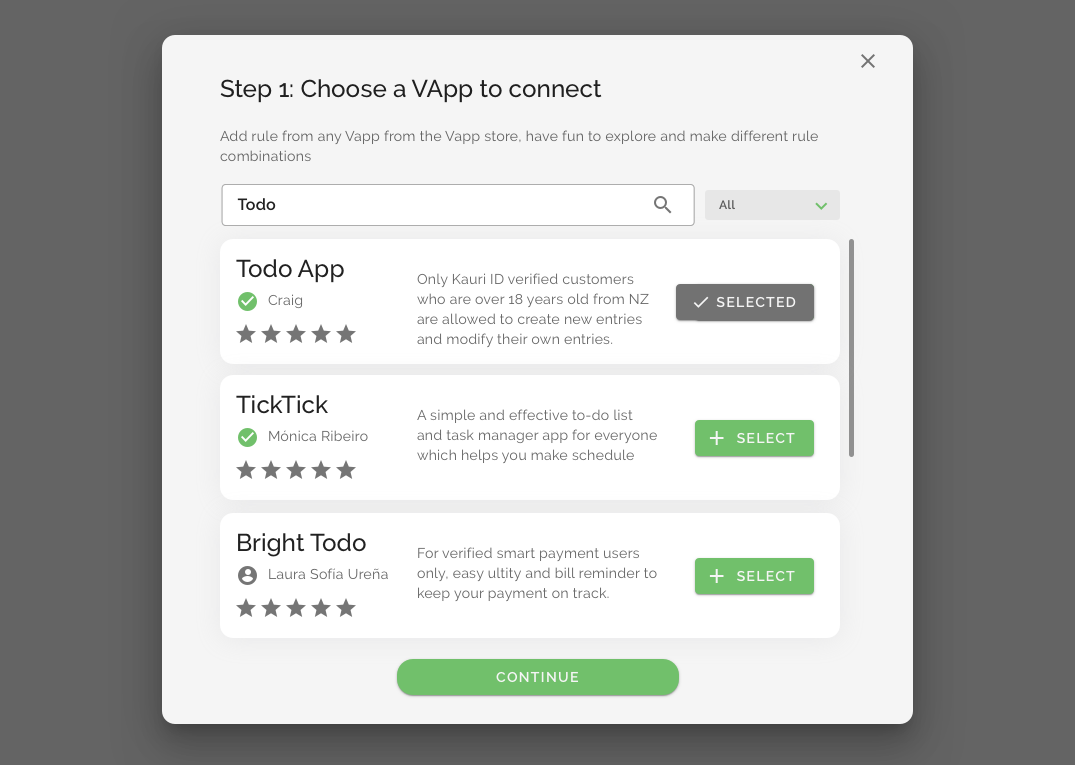 Step 1: Choose a VApp to connect
Add rule from any Vapp from the Vapp store, have fun to explore and make different rule
combinations
Todo
All
Todo App
Craig
Only Kauri ID verified customers
who are over 18 years old from NZ
are allowed to create new entries
and modify their own entries.
SELECTED
TickTick
Mónica Ribeiro
A simple and effective to-do list
and task manager app for everyone
which helps you make schedule
SELECT
Bright Todo
Laura Sofía Ureña
For verified smart payment users
only, easy ultity and bill reminder to
keep your payment on track.
SELECT
CONTINUE